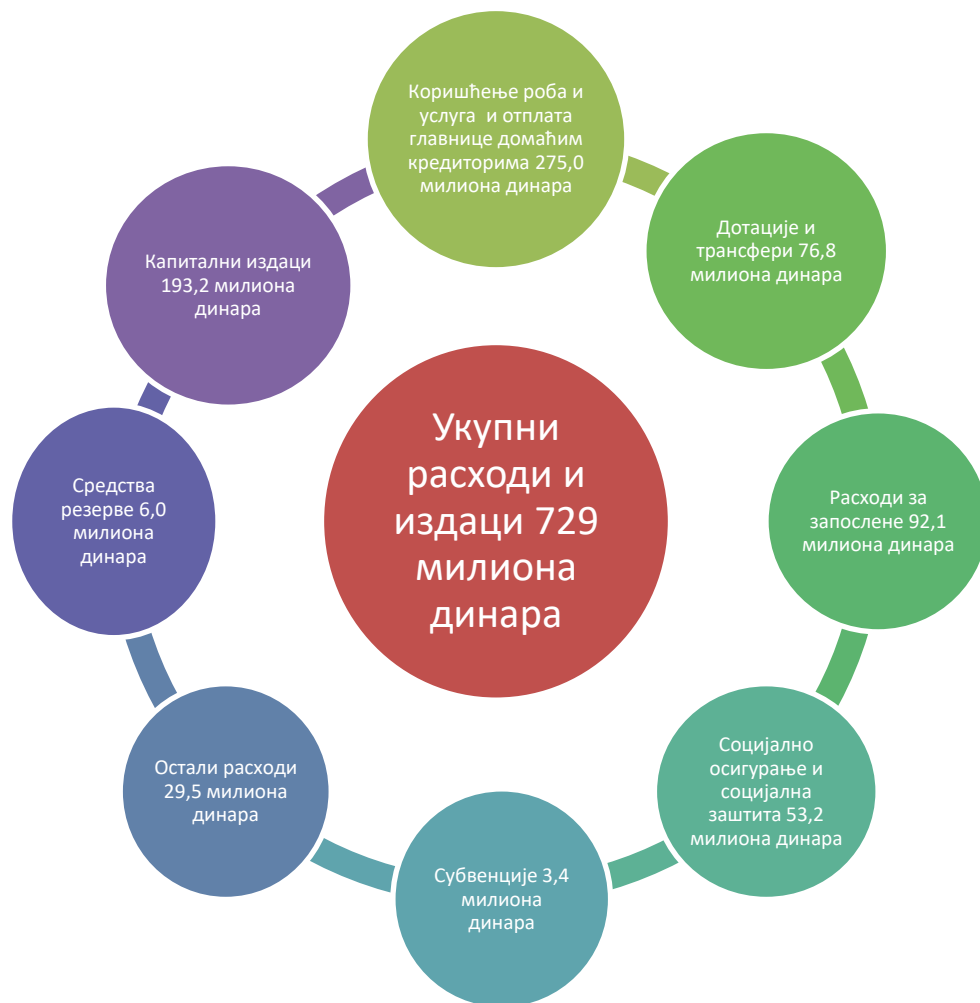 Коришћење роба и
услуга и отплата
главнице домаћим
кредиторима 275,0
милиона динара
Дотације и
трансфери 76,8
милиона динара
Расходи за
запослене 92,1
милиона динара
Социјално
осигурање и
социјална
заштита 53,2
милиона динара
Субвенције 3,4
милиона
динара
Остали расходи
29,5 милиона
динара
Средства
резерве 6,0
милиона
динара
Капитални издаци
193,2 милиона
динара
Укупни
расходи и
издаци 729
милиона
динара